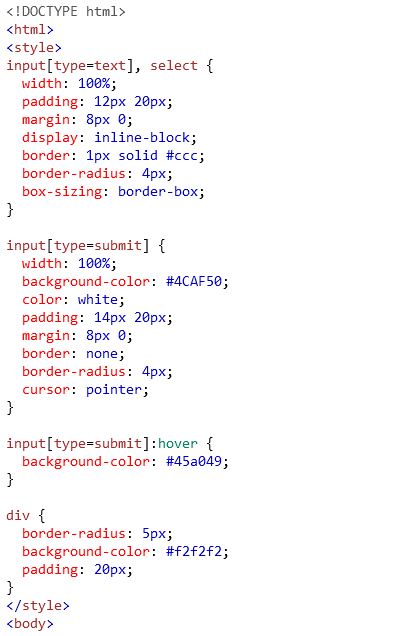 <!DOCTYPE html>
<html>
<style>
input[type=text], select {
  width: 100%;
  padding: 12px 20px;
  margin: 8px 0;
  display: inline-block;
  border: 1px solid #ccc;
  border-radius: 4px;
  box-sizing: border-box;
}

input[type=submit] {
  width: 100%;
  background-color: #4CAF50;
  color: white;
  padding: 14px 20px;
  margin: 8px 0;
  border: none;
  border-radius: 4px;
  cursor: pointer;
}

input[type=submit]:hover {
  background-color: #45a049;
}

div {
  border-radius: 5px;
  background-color: #f2f2f2;
  padding: 20px;
}
</style>
<body>